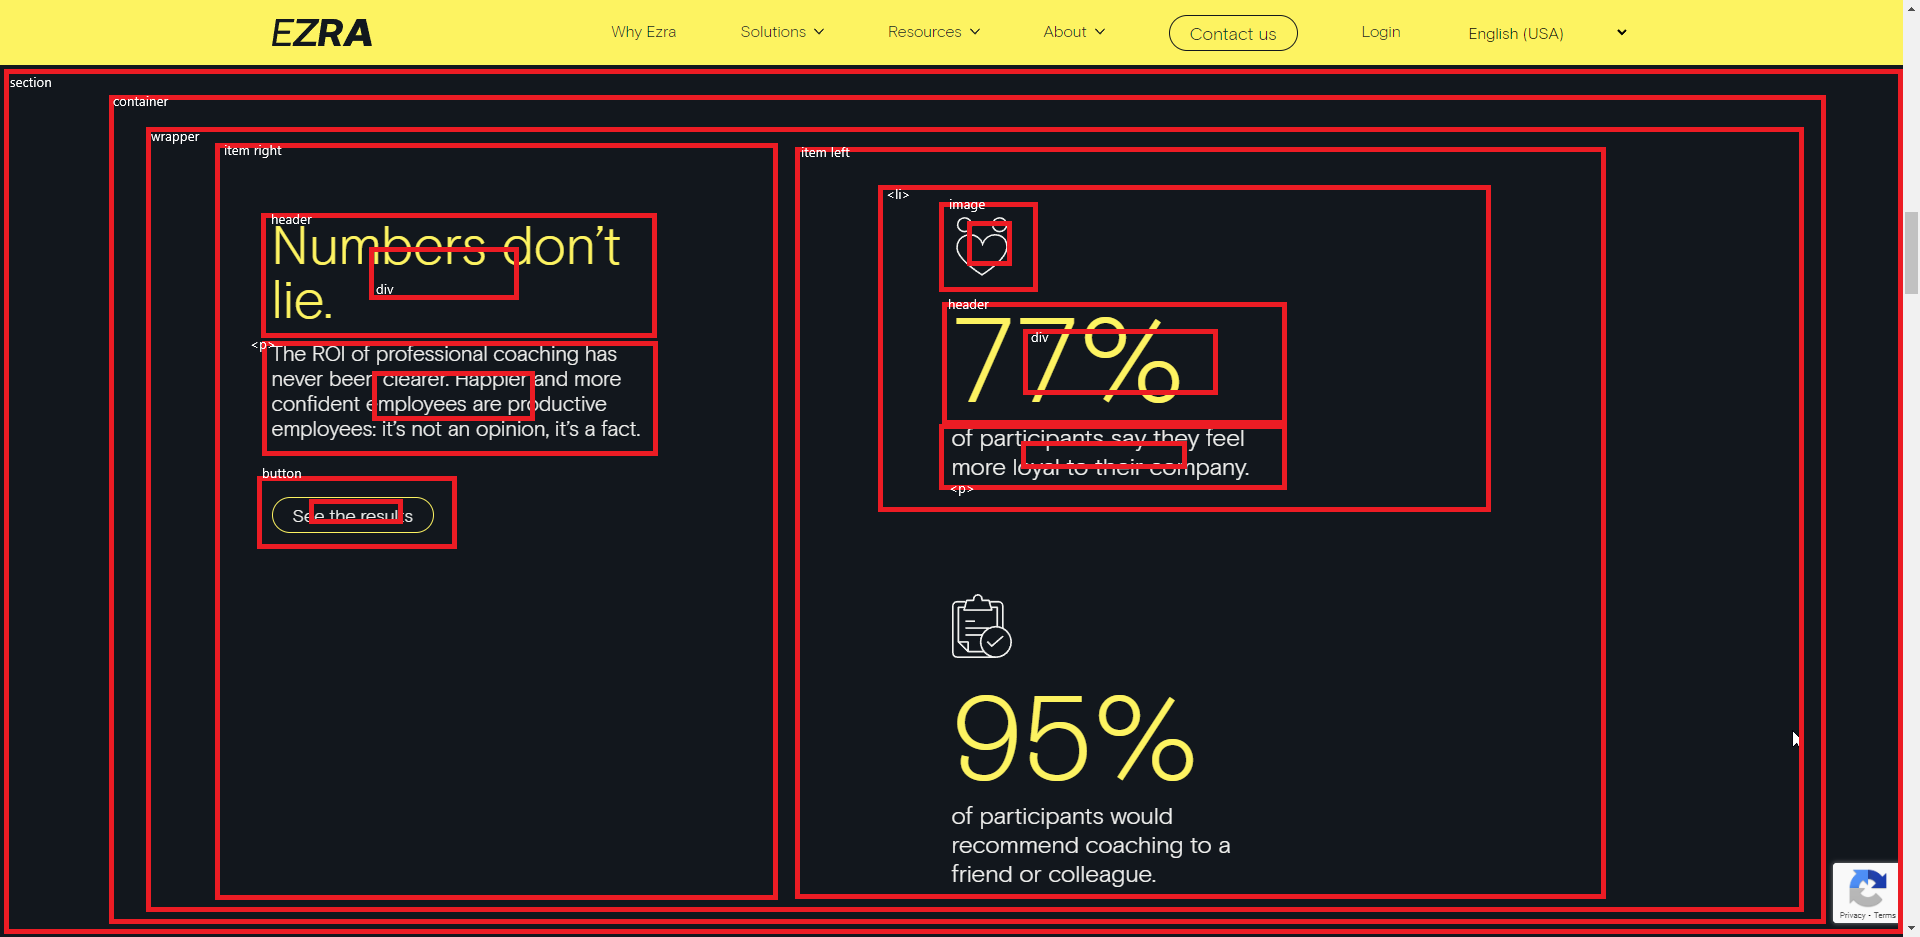 EZRA
Why Ezra
Solutions
Resources
About
Contact us
Login
English (USA)
section
container
wrapper
item right
header
Numbers don't
lie.
div
<p>
The ROI of professional coaching has
never been clearer. Happier and more
confident employees are productive
employees: it's not an opinion, it's a fact.
button
See the results
item left
<li>
image
header
77%
div
of participants say they feel
more loyal to their company.
<p>
95%
of participants would
recommend coaching to a
friend or colleague.
Privacy - Terms